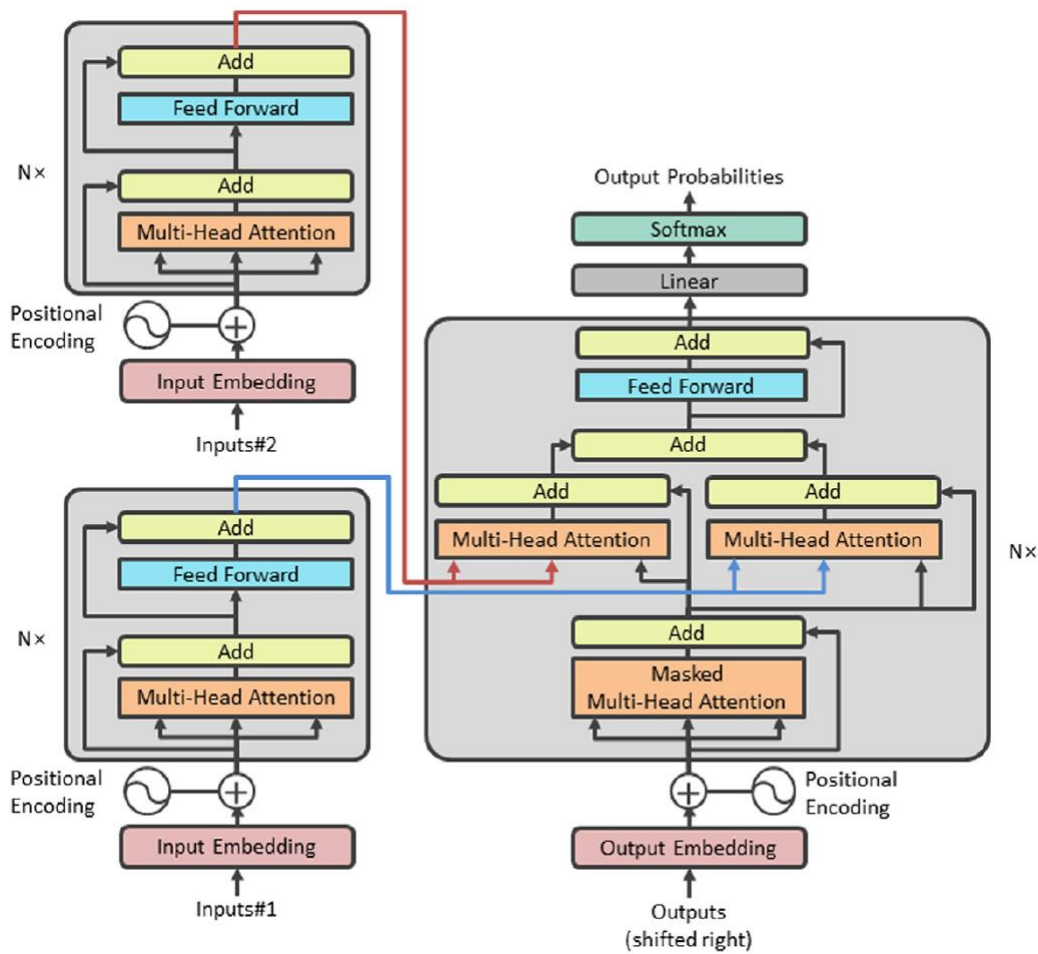 Add
Feed Forward
N×
Add
Multi-Head Attention
Positional
Encoding
Input Embedding
Inputs#2
Add
Feed Forward
N×
Add
Multi-Head Attention
Positional
Encoding
Input Embedding
Inputs#1
Output Probabilities
Softmax
Linear
Add
Feed Forward
Add
Add
Add
Multi-Head Attention
Multi-Head Attention
N×
Add
Masked
Multi-Head Attention
Positional
Encoding
Output Embedding
Outputs
(shifted right)